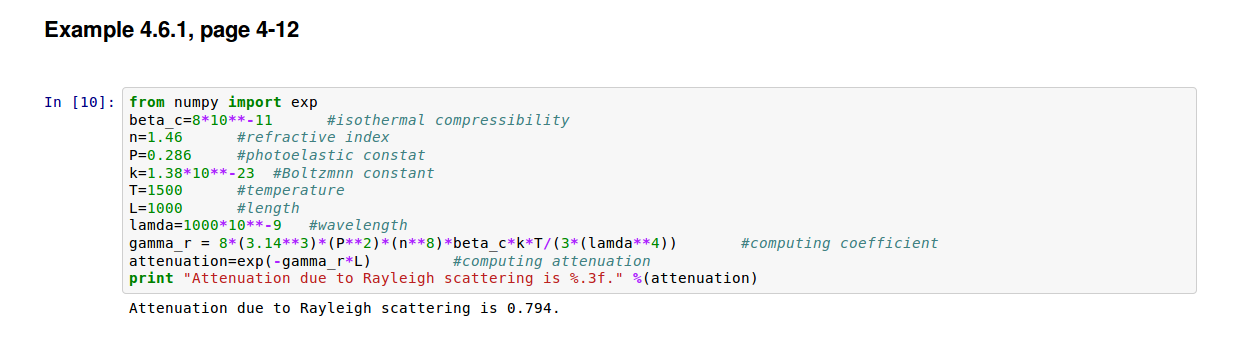 Example 4.6.1, page 4-12
In [10]: from numpy import exp
beta_c=8*10**-11      #isothermal compressibility
n=1.46      #refractive index
P=0.286     #photoelastic constat
k=1.38*10**-23  #Boltzmnn constant
T=1500      #temperature
L=1000      #length
lamda=1000*10**-9   #wavelength
gamma_r = 8*(3.14**3)*(P**2)*(n**8)*beta_c*k*T/(3*(lamda**4))       #computing coefficient
attenuation=exp(-gamma_r*L)         #computing attenuation
print "Attenuation due to Rayleigh scattering is %.3f." %(attenuation)
Attenuation due to Rayleigh scattering is 0.794.